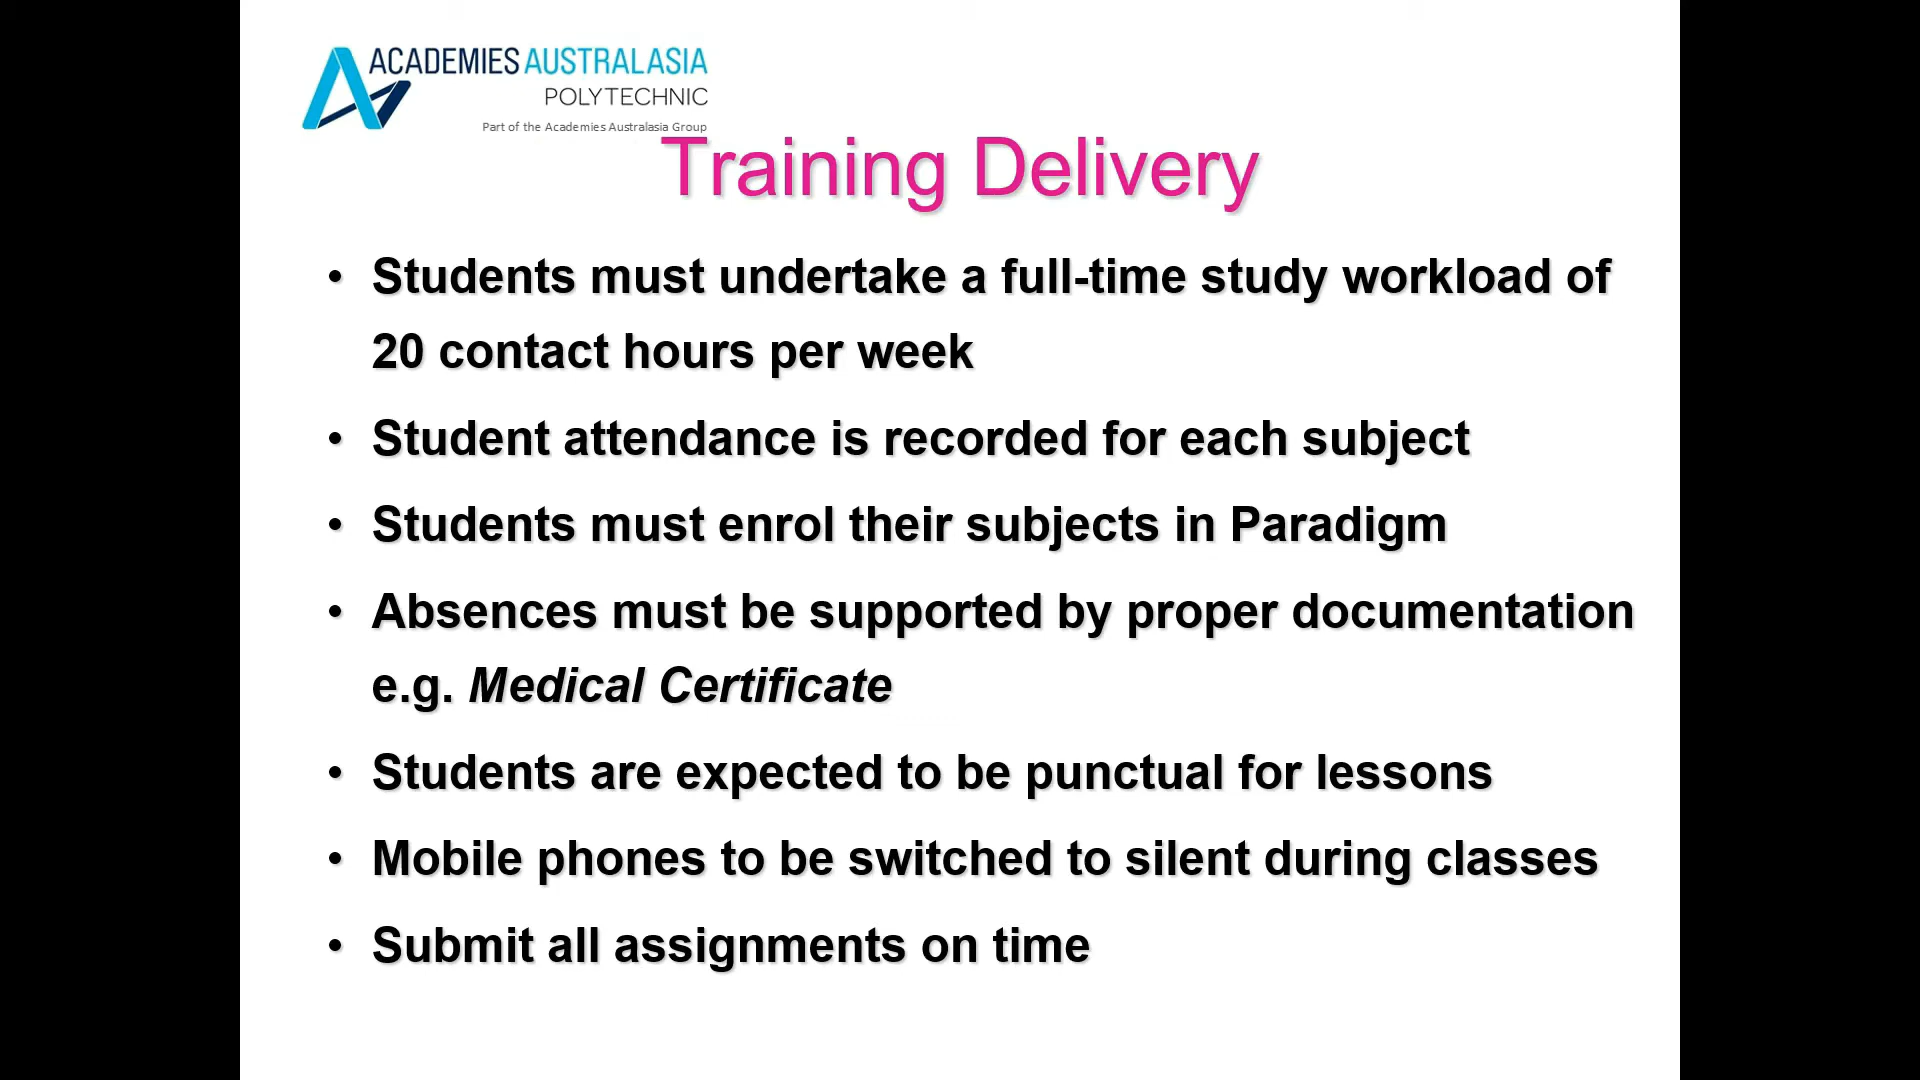 ACADEMIES AUSTRALASIA
POLYTECHNIC
Part of the Academies Australasia Group
Training Delivery
• Students must undertake a full-time study workload of
20 contact hours per week
• Student attendance is recorded for each subject
• Students must enrol their subjects in Paradigm
• Absences must be supported by proper documentation
e.g. Medical Certificate
• Students are expected to be punctual for lessons
• Mobile phones to be switched to silent during classes
• Submit all assignments on time